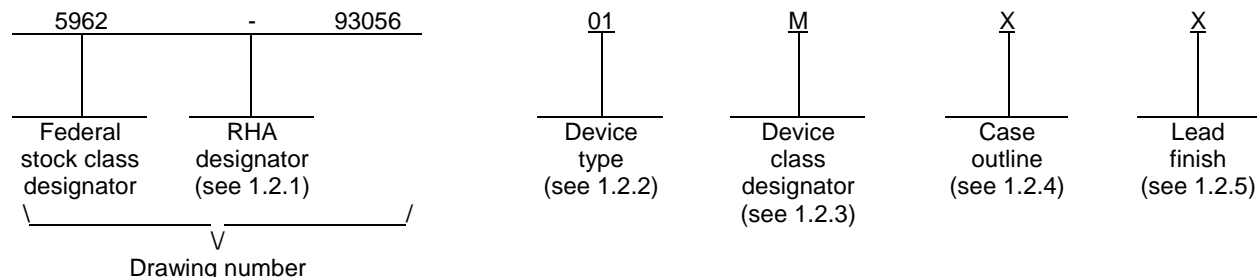 5962 - 93056 01 M X X
Federal stock class designator
RHA designator (see 1.2.1)
Device type (see 1.2.2)
Device class designator (see 1.2.3)
Case outline (see 1.2.4)
Lead finish (see 1.2.5)
Drawing number